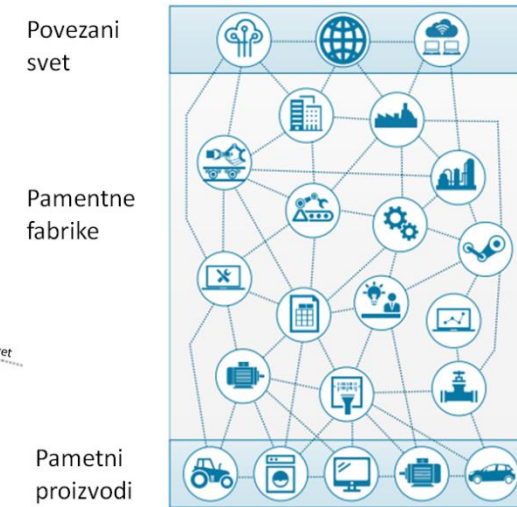 Povezani
svet
Pamentne
fabrike
Pametni
proizvodi